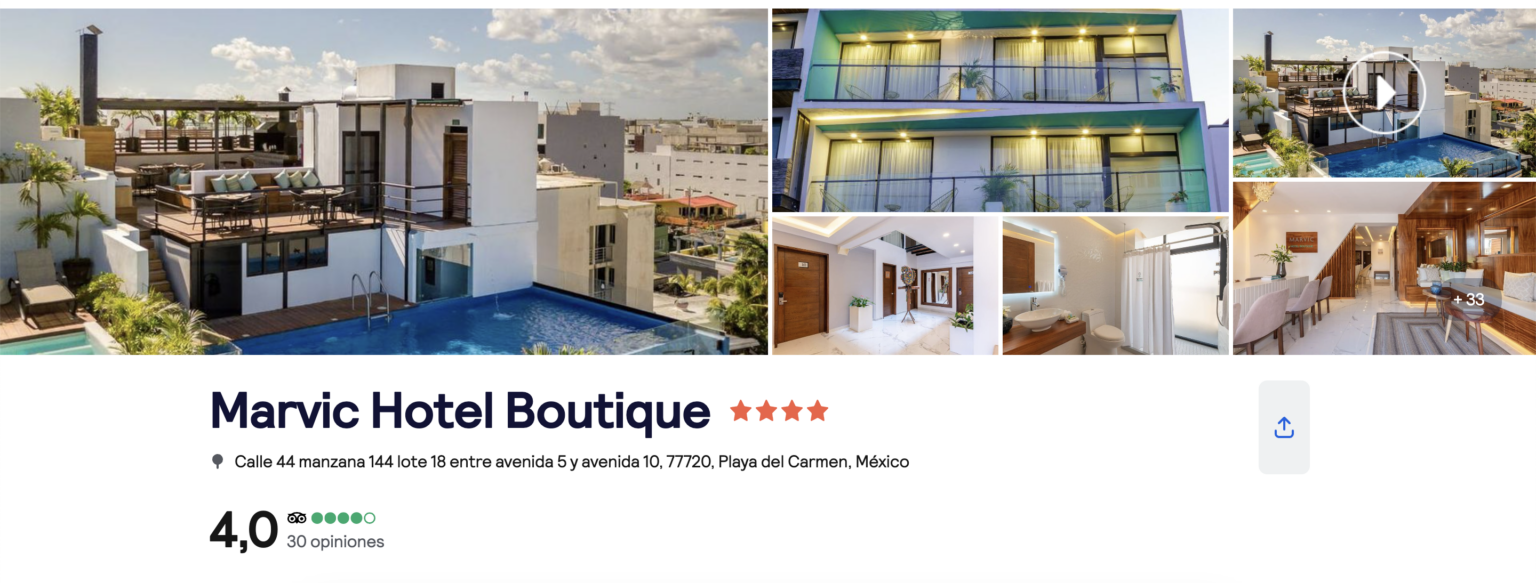 MARVIC
+ 33
Marvic Hotel Boutique
Calle 44 manzana 144 lote 18 entre avenida 5 y avenida 10, 77720, Playa del Carmen, México
4,0
30 opiniones